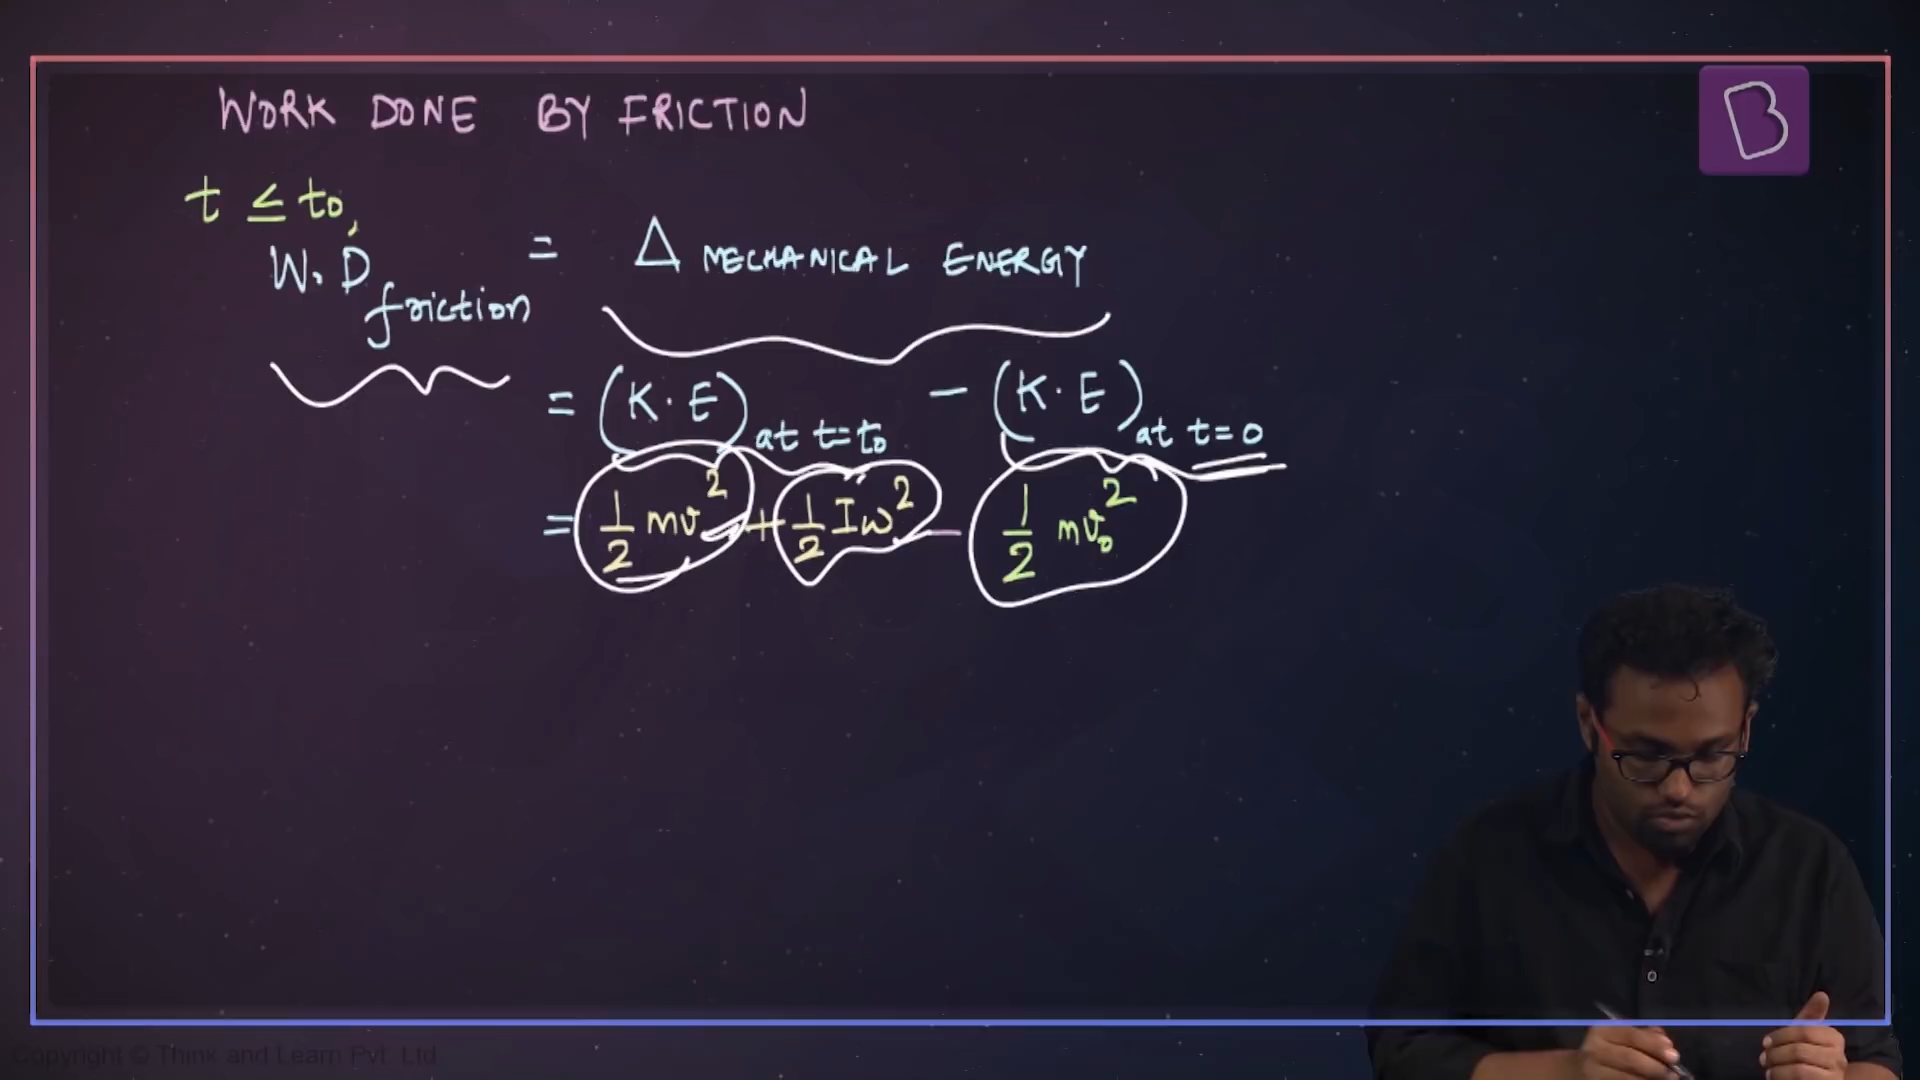 WORK DONE BY FRICTION
B
t ≤ t₀,
W.D friction = Δ MECHANICAL ENERGY
= (K.E) at t=t₀ - (K.E) at t=0
= 1/2 mv² + 1/2 Iω² - 1/2 mv₀²
Copyright © Think and Learn Pvt. Ltd.